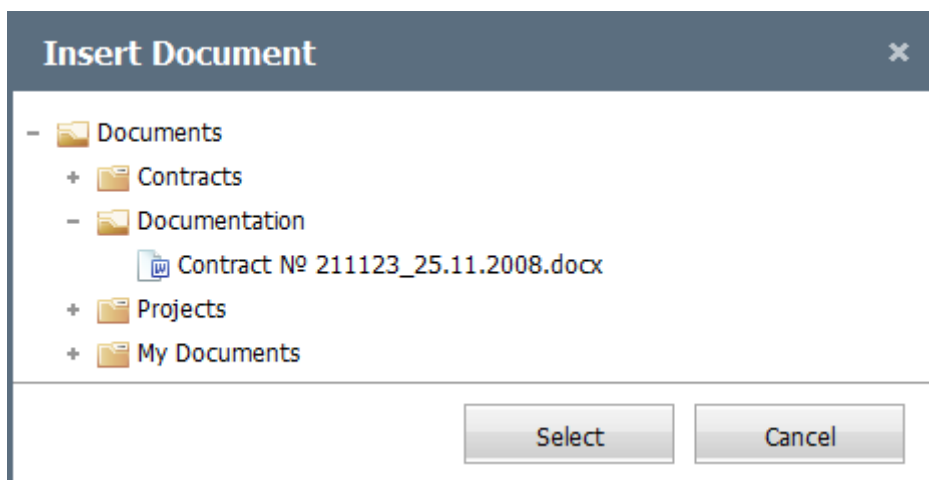 Insert Document
Documents
Contracts
Documentation
Contract № 211123_25.11.2008.docx
Projects
My Documents
Select
Cancel